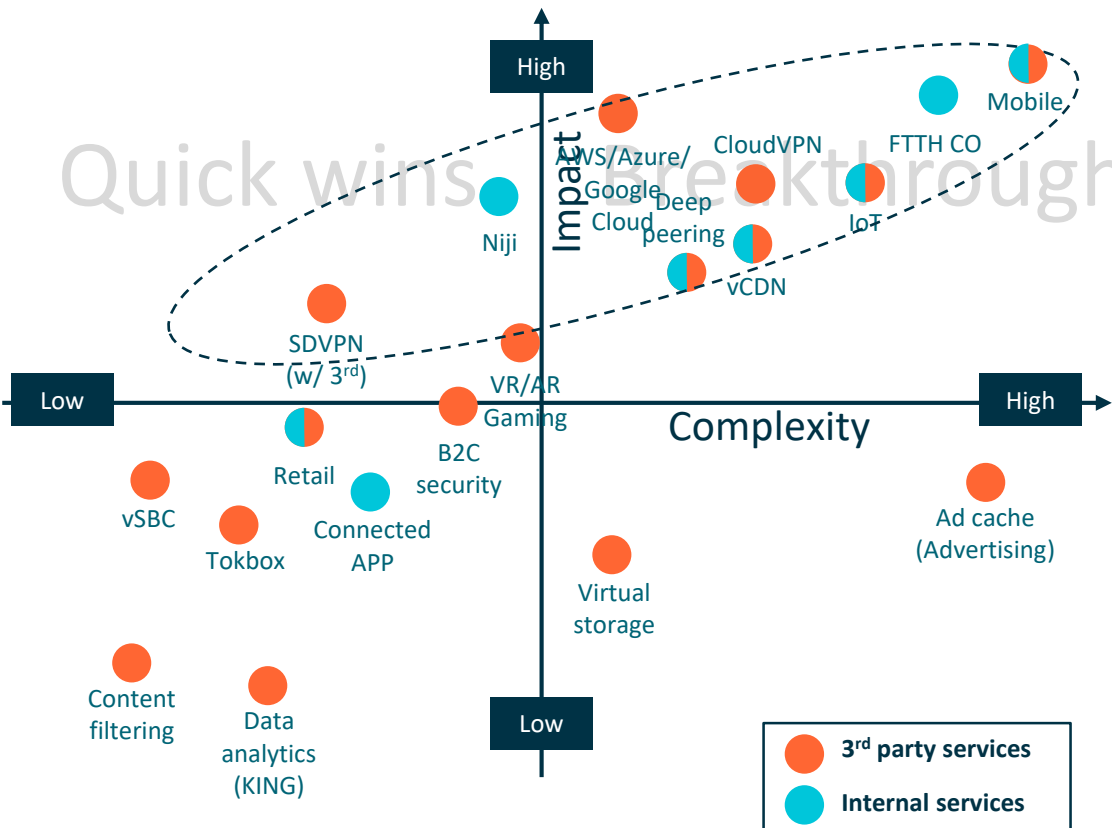 High
Mobile
FTTH CO
CloudVPN
Quick wins
Breakthrough
AWS/Azure/
Google
Cloud
Impact
Deep
peering
IoT
Niji
vCDN
SDVPN
(w/ 3rd)
VR/AR
Gaming
Low
High
Complexity
B2C
security
Retail
vSBC
Tokbox
Connected
APP
Ad cache
(Advertising)
Virtual
storage
Content
filtering
Data
analytics
(KING)
Low
3rd party services
Internal services